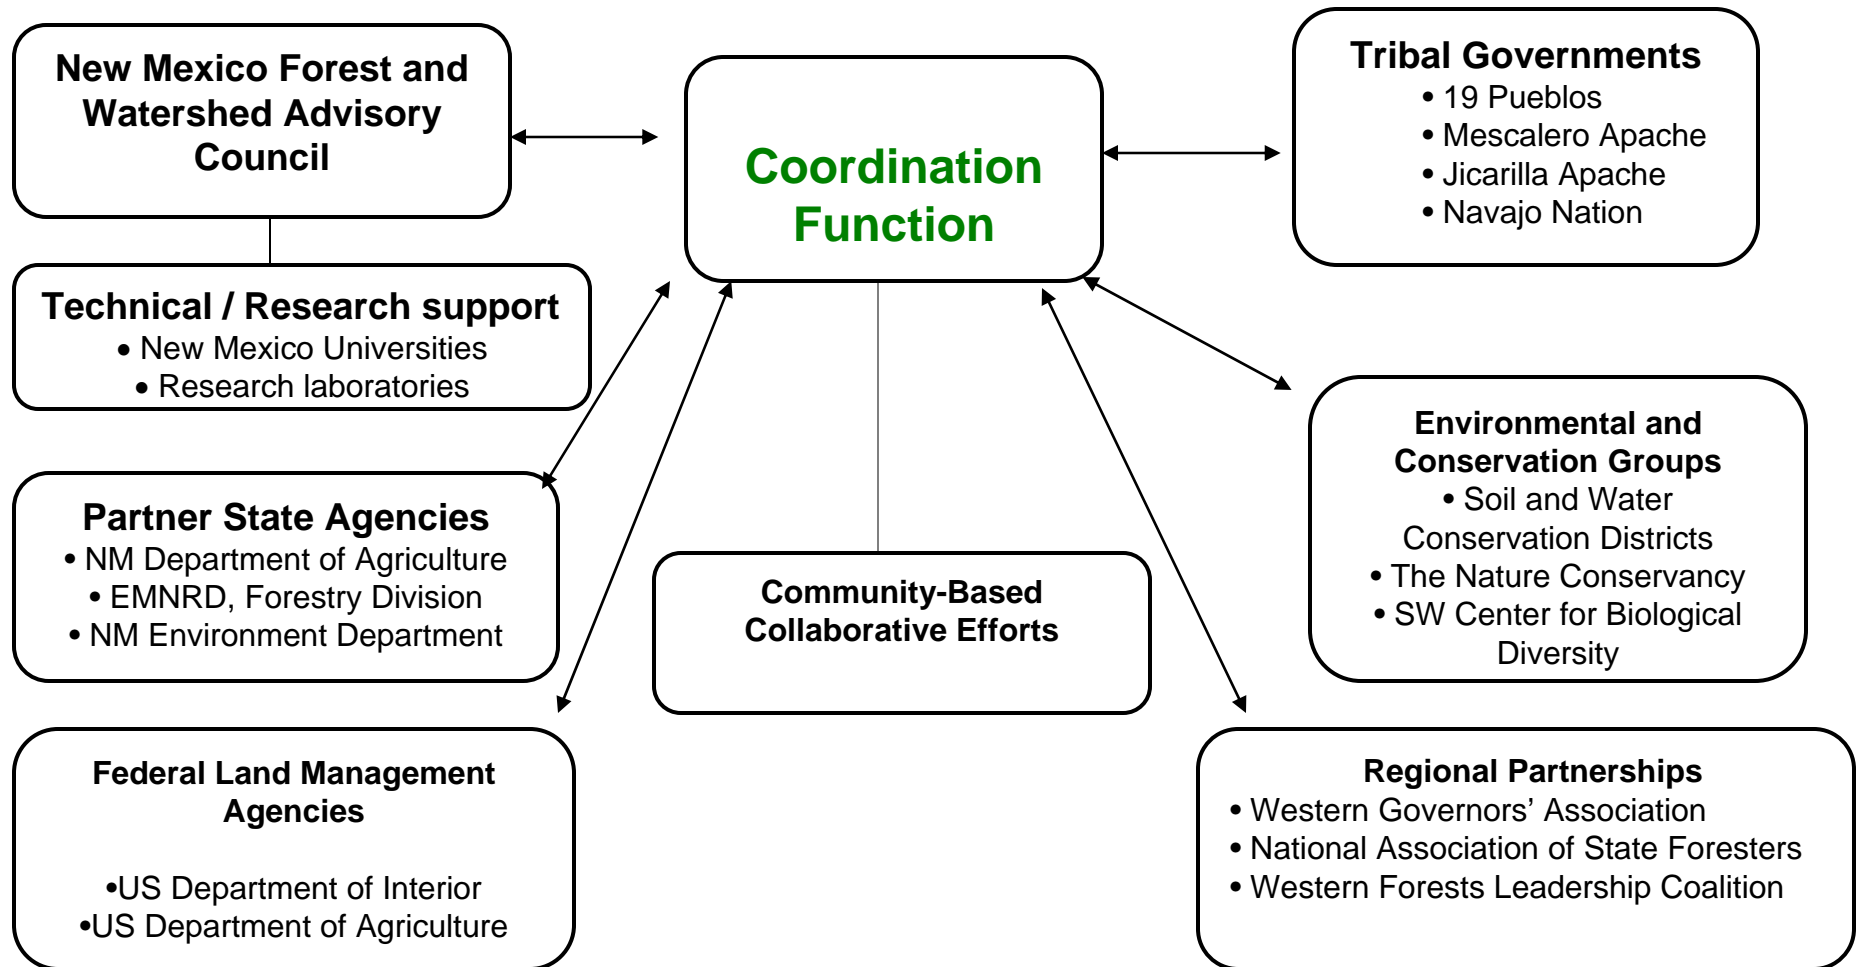 New Mexico Forest and
Watershed Advisory
Council
Coordination
Function
Tribal Governments
• 19 Pueblos
• Mescalero Apache
• Jicarilla Apache
• Navajo Nation
Technical / Research support
• New Mexico Universities
• Research laboratories
Partner State Agencies
• NM Department of Agriculture
• EMNRD, Forestry Division
• NM Environment Department
Community-Based
Collaborative Efforts
Environmental and
Conservation Groups
• Soil and Water
Conservation Districts
• The Nature Conservancy
• SW Center for Biological
Diversity
Federal Land Management
Agencies
•US Department of Interior
•US Department of Agriculture
Regional Partnerships
• Western Governors’ Association
• National Association of State Foresters
• Western Forests Leadership Coalition